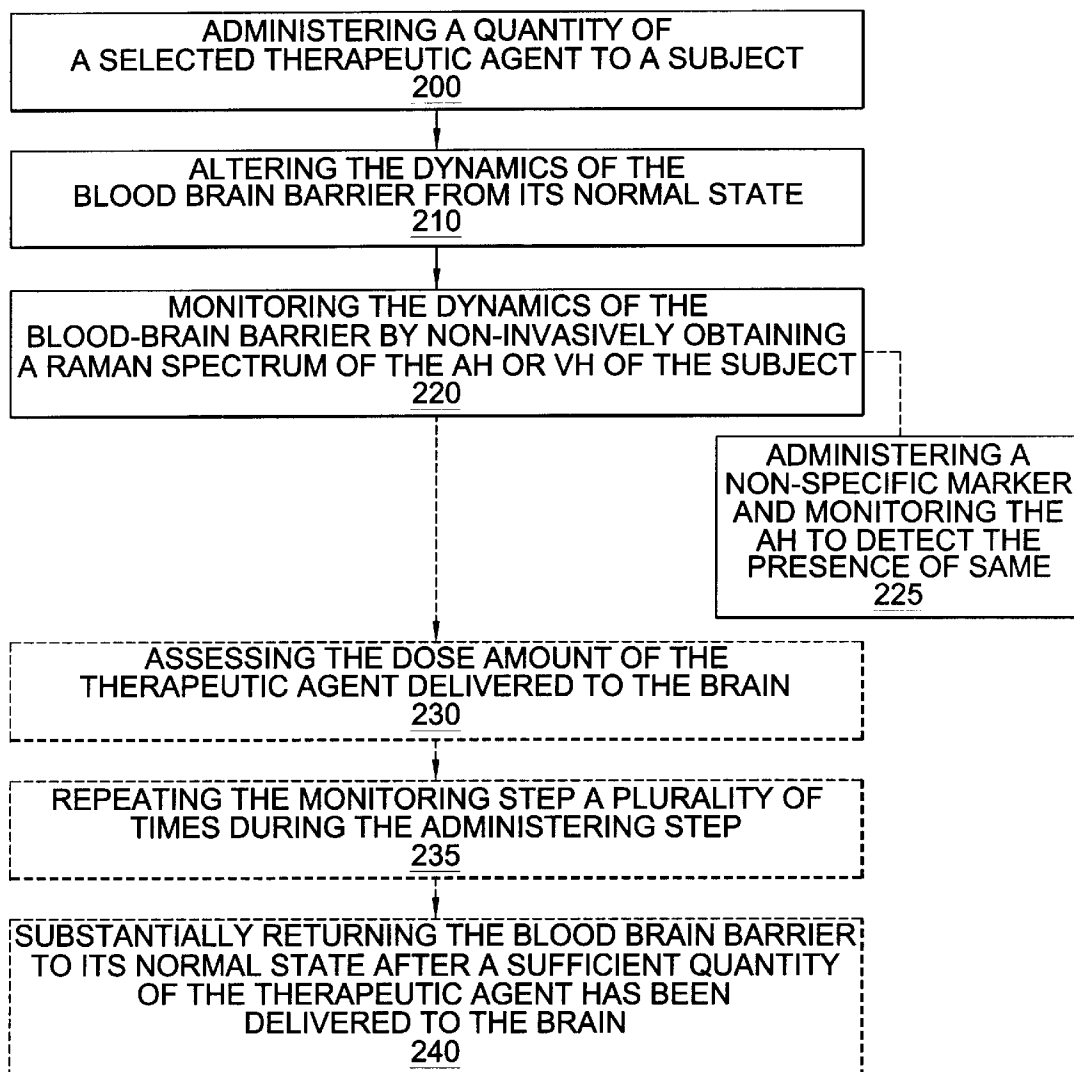 ADMINISTERING A QUANTITY OF
A SELECTED THERAPEUTIC AGENT TO A SUBJECT
200
ALTERING THE DYNAMICS OF THE
BLOOD BRAIN BARRIER FROM ITS NORMAL STATE
210
MONITORING THE DYNAMICS OF THE
BLOOD-BRAIN BARRIER BY NON-INVASIVELY OBTAINING
A RAMAN SPECTRUM OF THE AH OR VH OF THE SUBJECT
220
ADMINISTERING A
NON-SPECIFIC MARKER
AND MONITORING THE
AH TO DETECT THE
PRESENCE OF SAME
225
ASSESSING THE DOSE AMOUNT OF THE
THERAPEUTIC AGENT DELIVERED TO THE BRAIN
230
REPEATING THE MONITORING STEP A PLURALITY OF
TIMES DURING THE ADMINISTERING STEP
235
SUBSTANTIALLY RETURNING THE BLOOD BRAIN BARRIER
TO ITS NORMAL STATE AFTER A SUFFICIENT QUANTITY
OF THE THERAPEUTIC AGENT HAS BEEN
DELIVERED TO THE BRAIN
240